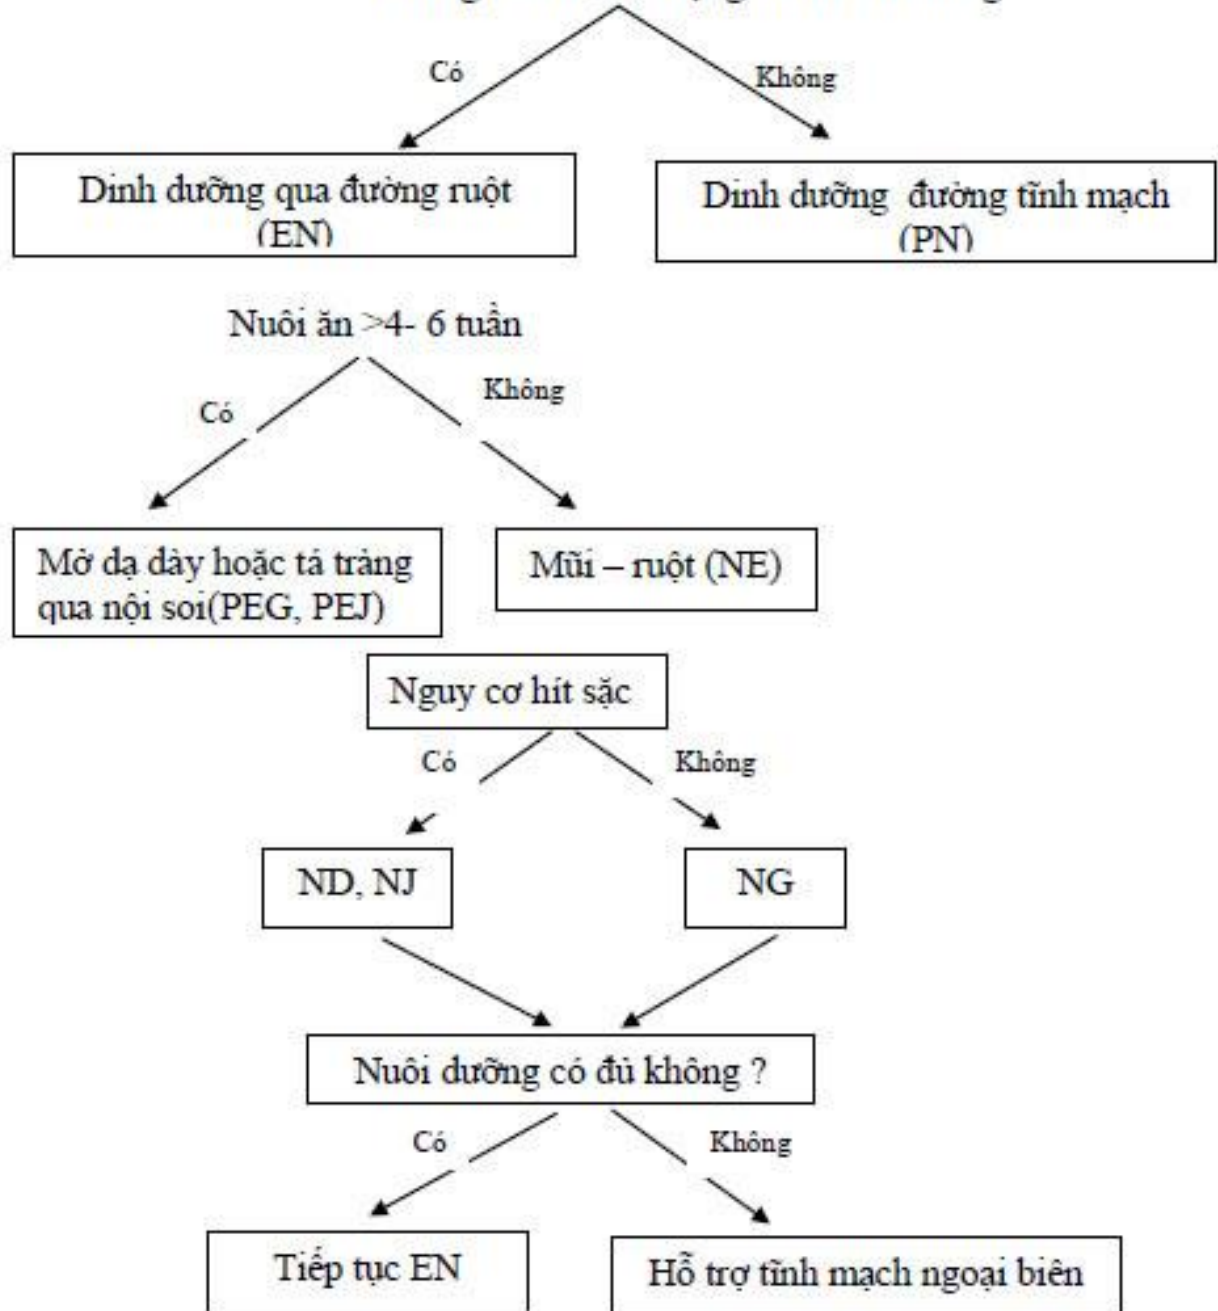 Có
Không
Dinh dưỡng qua đường ruột
(EN)
Dinh dưỡng đường tĩnh mạch
(PN)
Nuôi ăn >4- 6 tuần
Có
Không
Mở dạ dày hoặc tá tràng
qua nội soi(PEG, PEJ)
Mũi – ruột (NE)
Nguy cơ hít sặc
Có
Không
ND, NJ
NG
Nuôi dưỡng có đủ không ?
Có
Không
Tiếp tục EN
Hỗ trợ tĩnh mạch ngoại biên